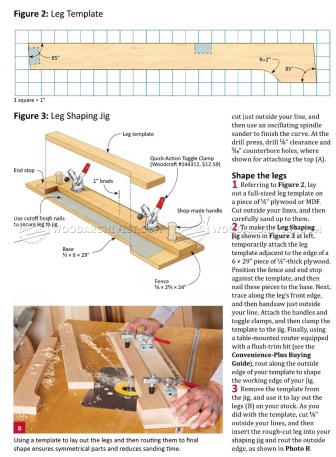 Figure 2: Leg Template
85°
R=2"
85°
1 square = 1"
Figure 3: Leg Shaping Jig
Leg template
Quick-Action Toggle Clamp
(Woodcraft #144312, $12.59)
End stop
1" brads
Shop-made handle
Use cutoff finish nails
to secure leg to jig
Base
½ × 6 × 29"
Fence
¾ × 2¾ × 24"
B
Using a template to lay out the legs and then routing them to final
shape ensures symmetrical parts and reduces sanding time.
cut just outside your line, and
then use an oscillating spindle
sander to finish the curve. At the
drill press, drill ¼" clearance and
counterbore holes, where
shown for attaching the top (A).
Shape the legs
1 Referring to Figure 2, lay
out a full-sized leg template on
a piece of ½" plywood or MDF.
Cut outside your lines, and then
carefully sand up to them.
2 To make the Leg Shaping
Jig shown in Figure 3 at left,
temporarily attach the leg
template adjacent to the edge of a
6 × 29" piece of ½"-thick plywood.
Position the fence and end stop
against the template, and then
nail these pieces to the base. Next,
trace along the leg's front edge,
and then bandsaw just outside
your line. Attach the handles and
toggle clamps, and then clamp the
template to the jig. Finally, using
a table-mounted router equipped
with a flush-trim bit (see the
Convenience-Plus Buying
Guide), rout along the outside
edge of your template to shape
the working edge of your jig.
3 Remove the template from
the jig, and use it to lay out the
legs (B) on your stock. As you
did with the template, cut
outside your lines, and then
insert the rough-cut leg into your
shaping jig and rout the outside
edge, as shown in Photo B.